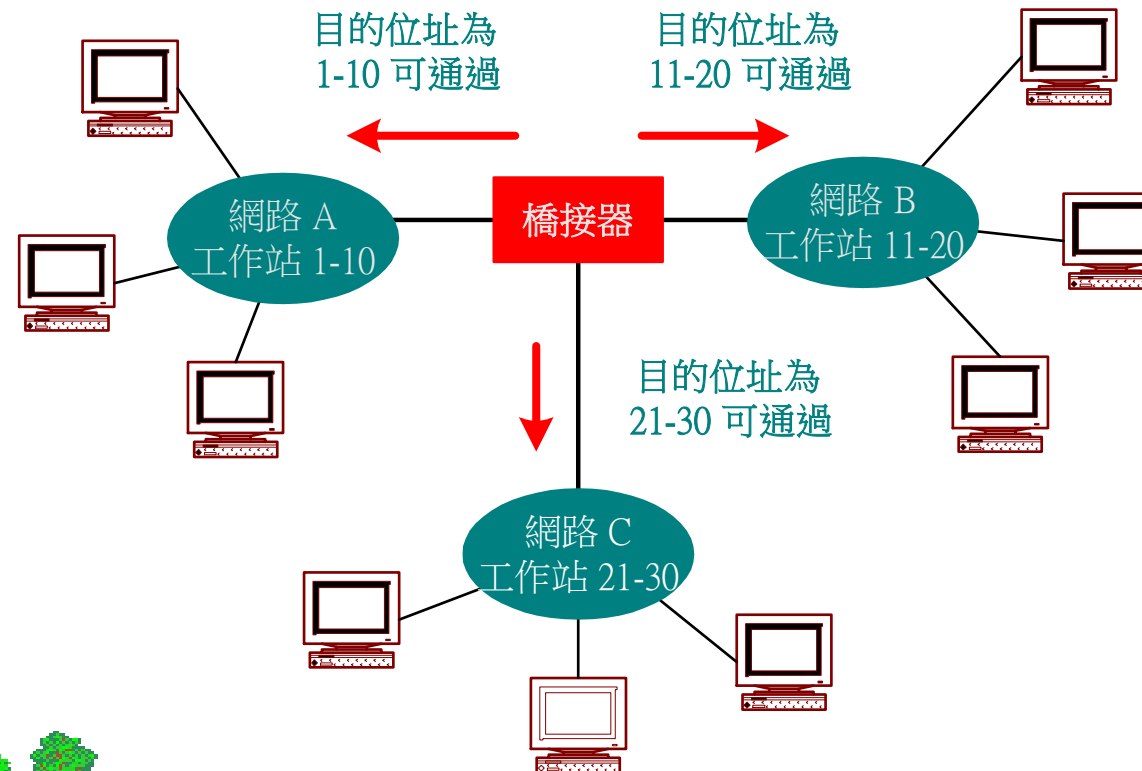 目的位址為
1-10 可通過
目的位址為
11-20 可通過
網路 A
工作站 1-10
橋接器
網路 B
工作站 11-20
目的位址為
21-30 可通過
網路 C
工作站 21-30